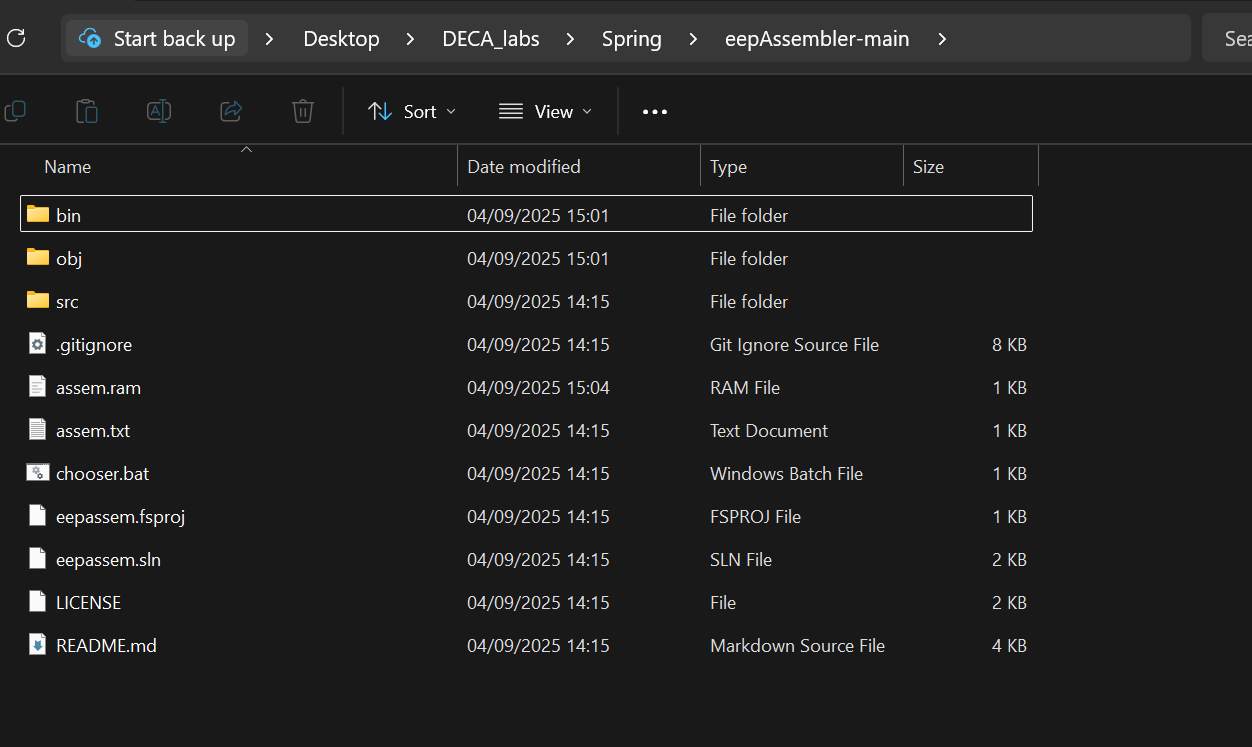 Start back up > Desktop > DECA_labs > Spring > eepAssembler-main >
Sort View
Name Date modified Type Size
bin 04/09/2025 15:01 File folder
obj 04/09/2025 15:01 File folder
src 04/09/2025 14:15 File folder
.gitignore 04/09/2025 14:15 Git Ignore Source File 8 KB
assem.ram 04/09/2025 15:04 RAM File 1 KB
assem.txt 04/09/2025 14:15 Text Document 1 KB
chooser.bat 04/09/2025 14:15 Windows Batch File 1 KB
eepassem.fsproj 04/09/2025 14:15 FSPROJ File 1 KB
eepassem.sln 04/09/2025 14:15 SLN File 2 KB
LICENSE 04/09/2025 14:15 File 2 KB
README.md 04/09/2025 14:15 Markdown Source File 4 KB